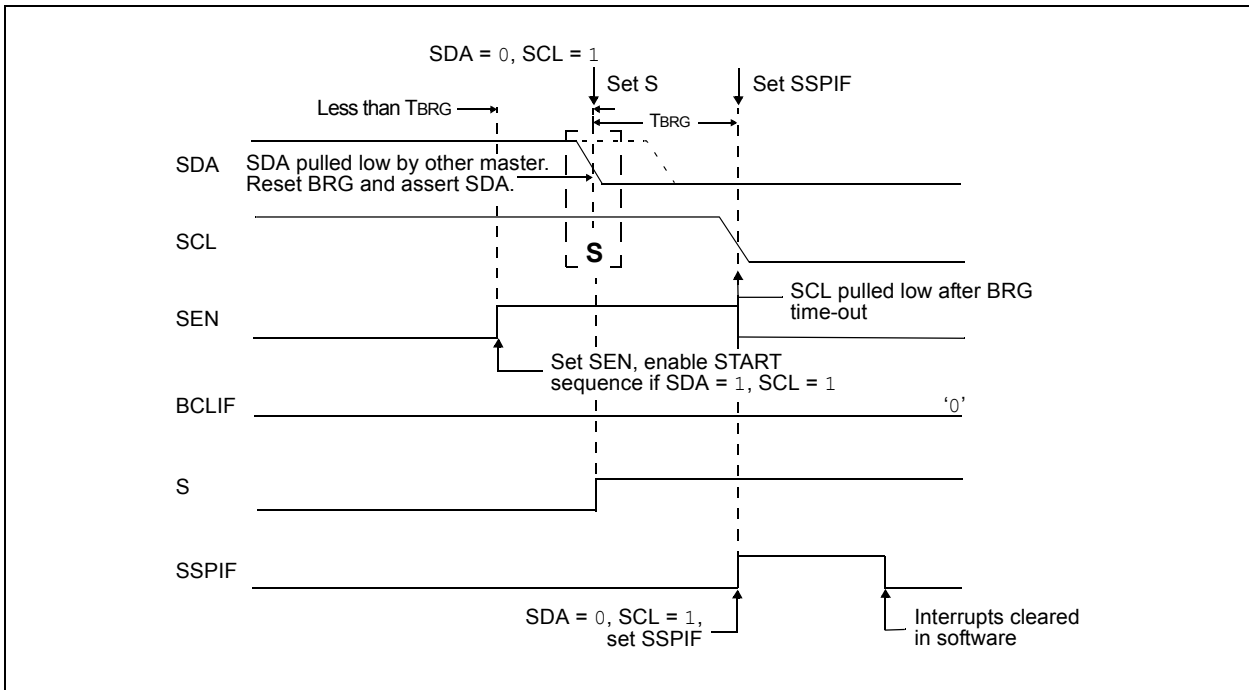 SDA = 0, SCL = 1
Set S
Set SSPIF
Less than TBRG
TBRG
SDA
SDA pulled low by other master.
Reset BRG and assert SDA.
SCL
S
SCL pulled low after BRG
time-out
SEN
Set SEN, enable START
sequence if SDA = 1, SCL = 1
BCLIF
‘0’
S
SSPIF
SDA = 0, SCL = 1,
set SSPIF
Interrupts cleared
in software